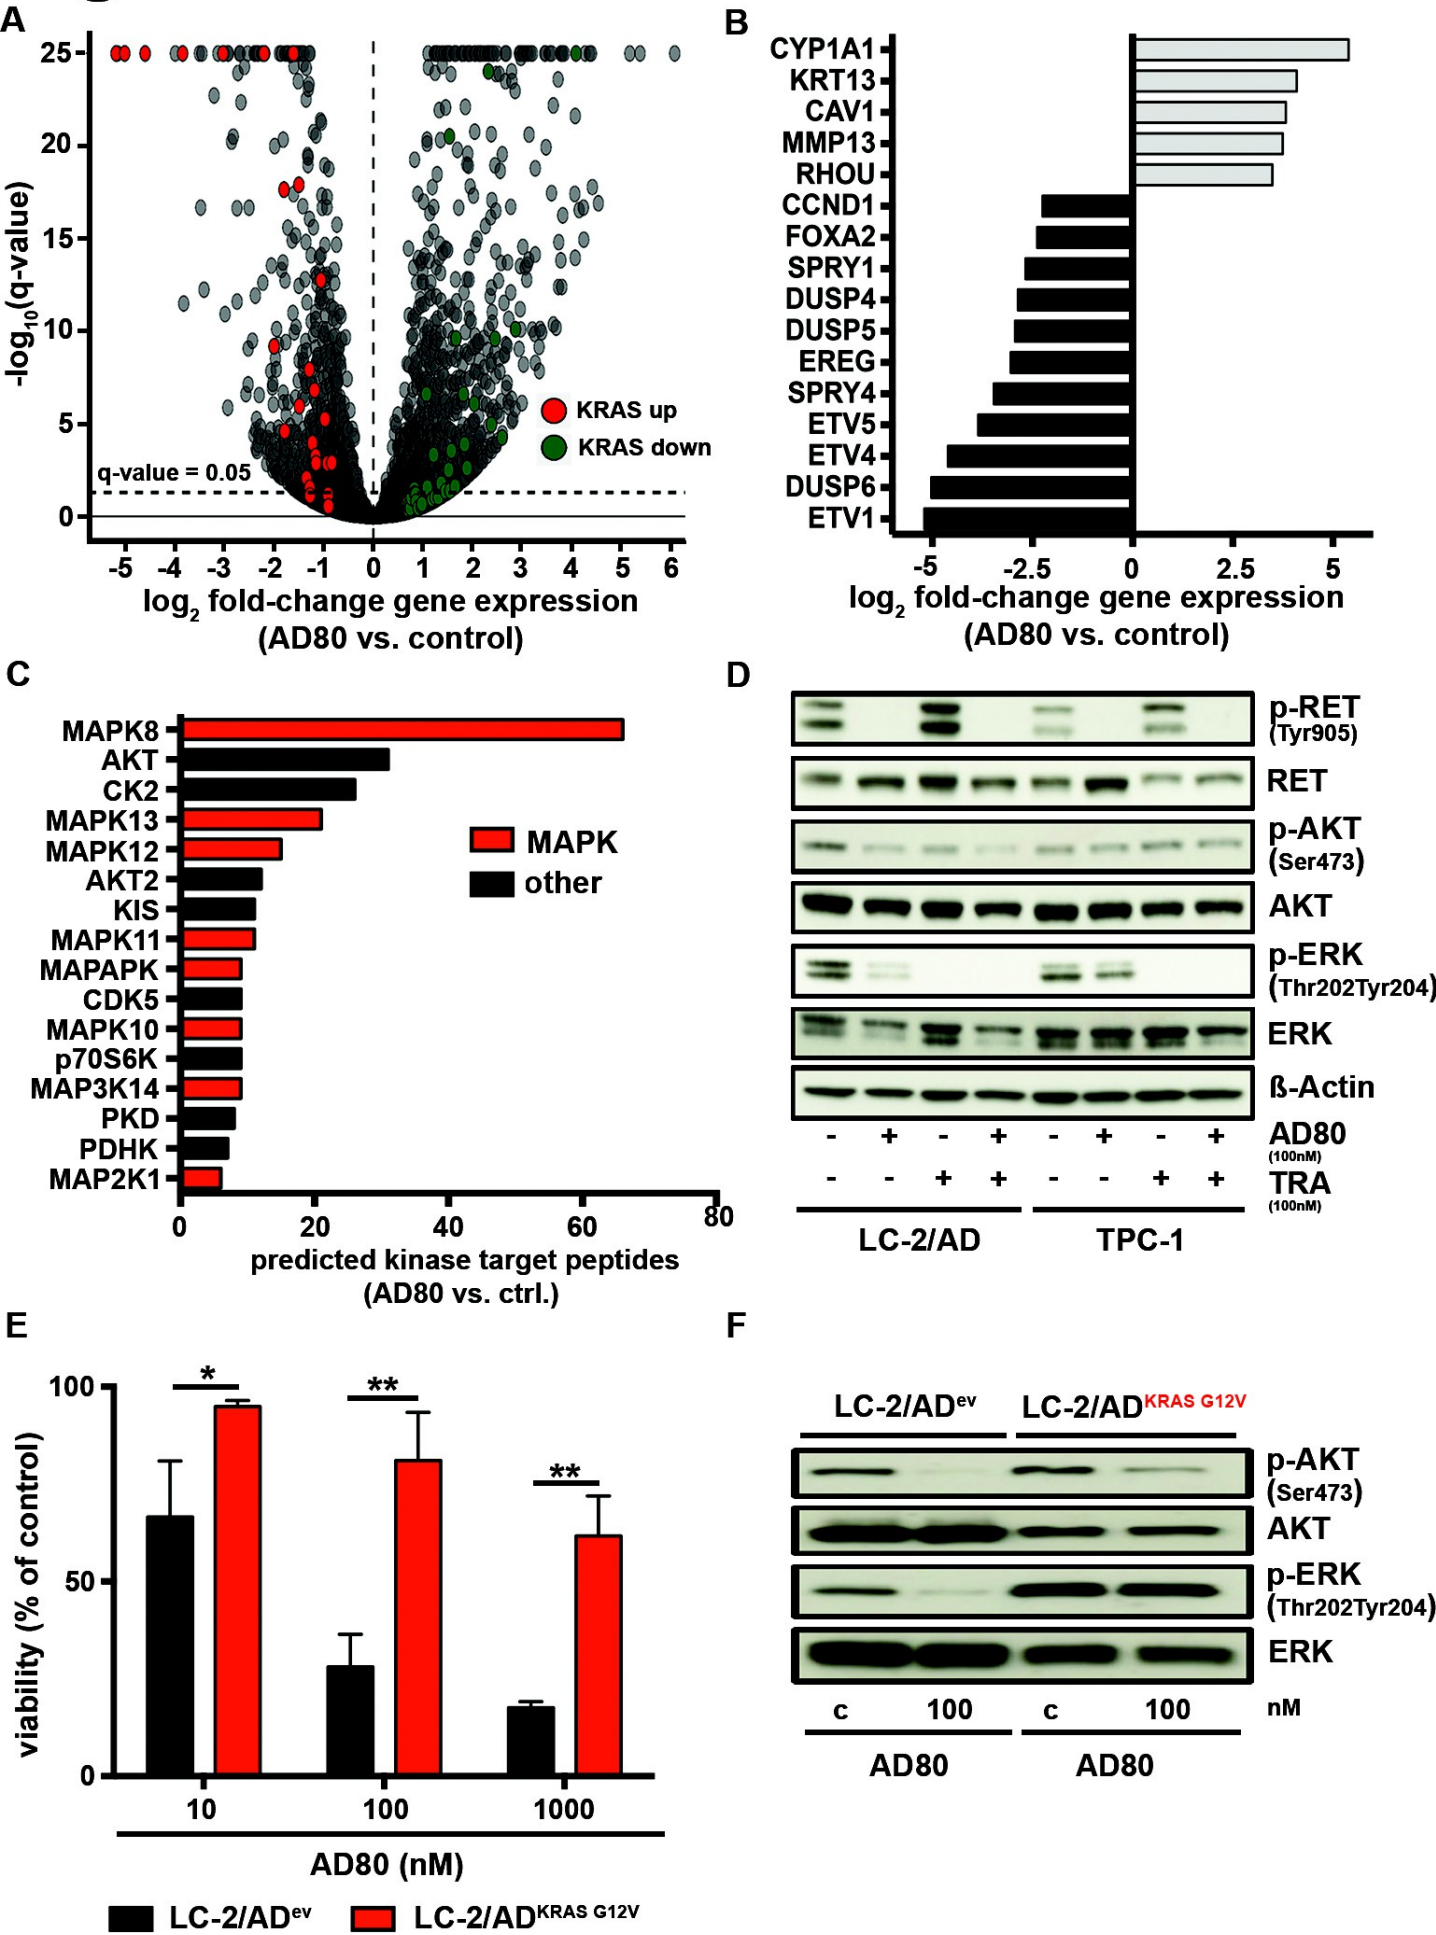 A
25
20
15
10
5
0
-log10(q-value)
KRAS up
KRAS down
q-value = 0.05
-5 -4 -3 -2 -1 0 1 2 3 4 5 6
log2 fold-change gene expression
(AD80 vs. control)
B
CYP1A1
KRT13
CAV1
MMP13
RHOU
CCND1
FOXA2
SPRY1
DUSP4
DUSP5
EREG
SPRY4
ETV5
ETV4
DUSP6
ETV1
-5 -2.5 0 2.5 5
log2 fold-change gene expression
(AD80 vs. control)
C
MAPK8
AKT
CK2
MAPK13
MAPK12
AKT2
KIS
MAPK11
MAPAPK
CDK5
MAPK10
p70S6K
MAP3K14
PKD
PDHK
MAP2K1
MAPK
other
0 20 40 60 80
predicted kinase target peptides
(AD80 vs. ctrl.)
D
p-RET
(Tyr905)
RET
p-AKT
(Ser473)
AKT
p-ERK
(Thr202Tyr204)
ERK
ß-Actin
- + - + - + - + AD80
(100nM)
- - + + - - + + TRA
(100nM)
LC-2/AD TPC-1
E
100
50
0
viability (% of control)
* ** **
10 100 1000
AD80 (nM)
LC-2/ADev LC-2/ADKRAS G12V
F
LC-2/ADev LC-2/ADKRAS G12V
p-AKT
(Ser473)
AKT
p-ERK
(Thr202Tyr204)
ERK
c 100 c 100 nM
AD80 AD80